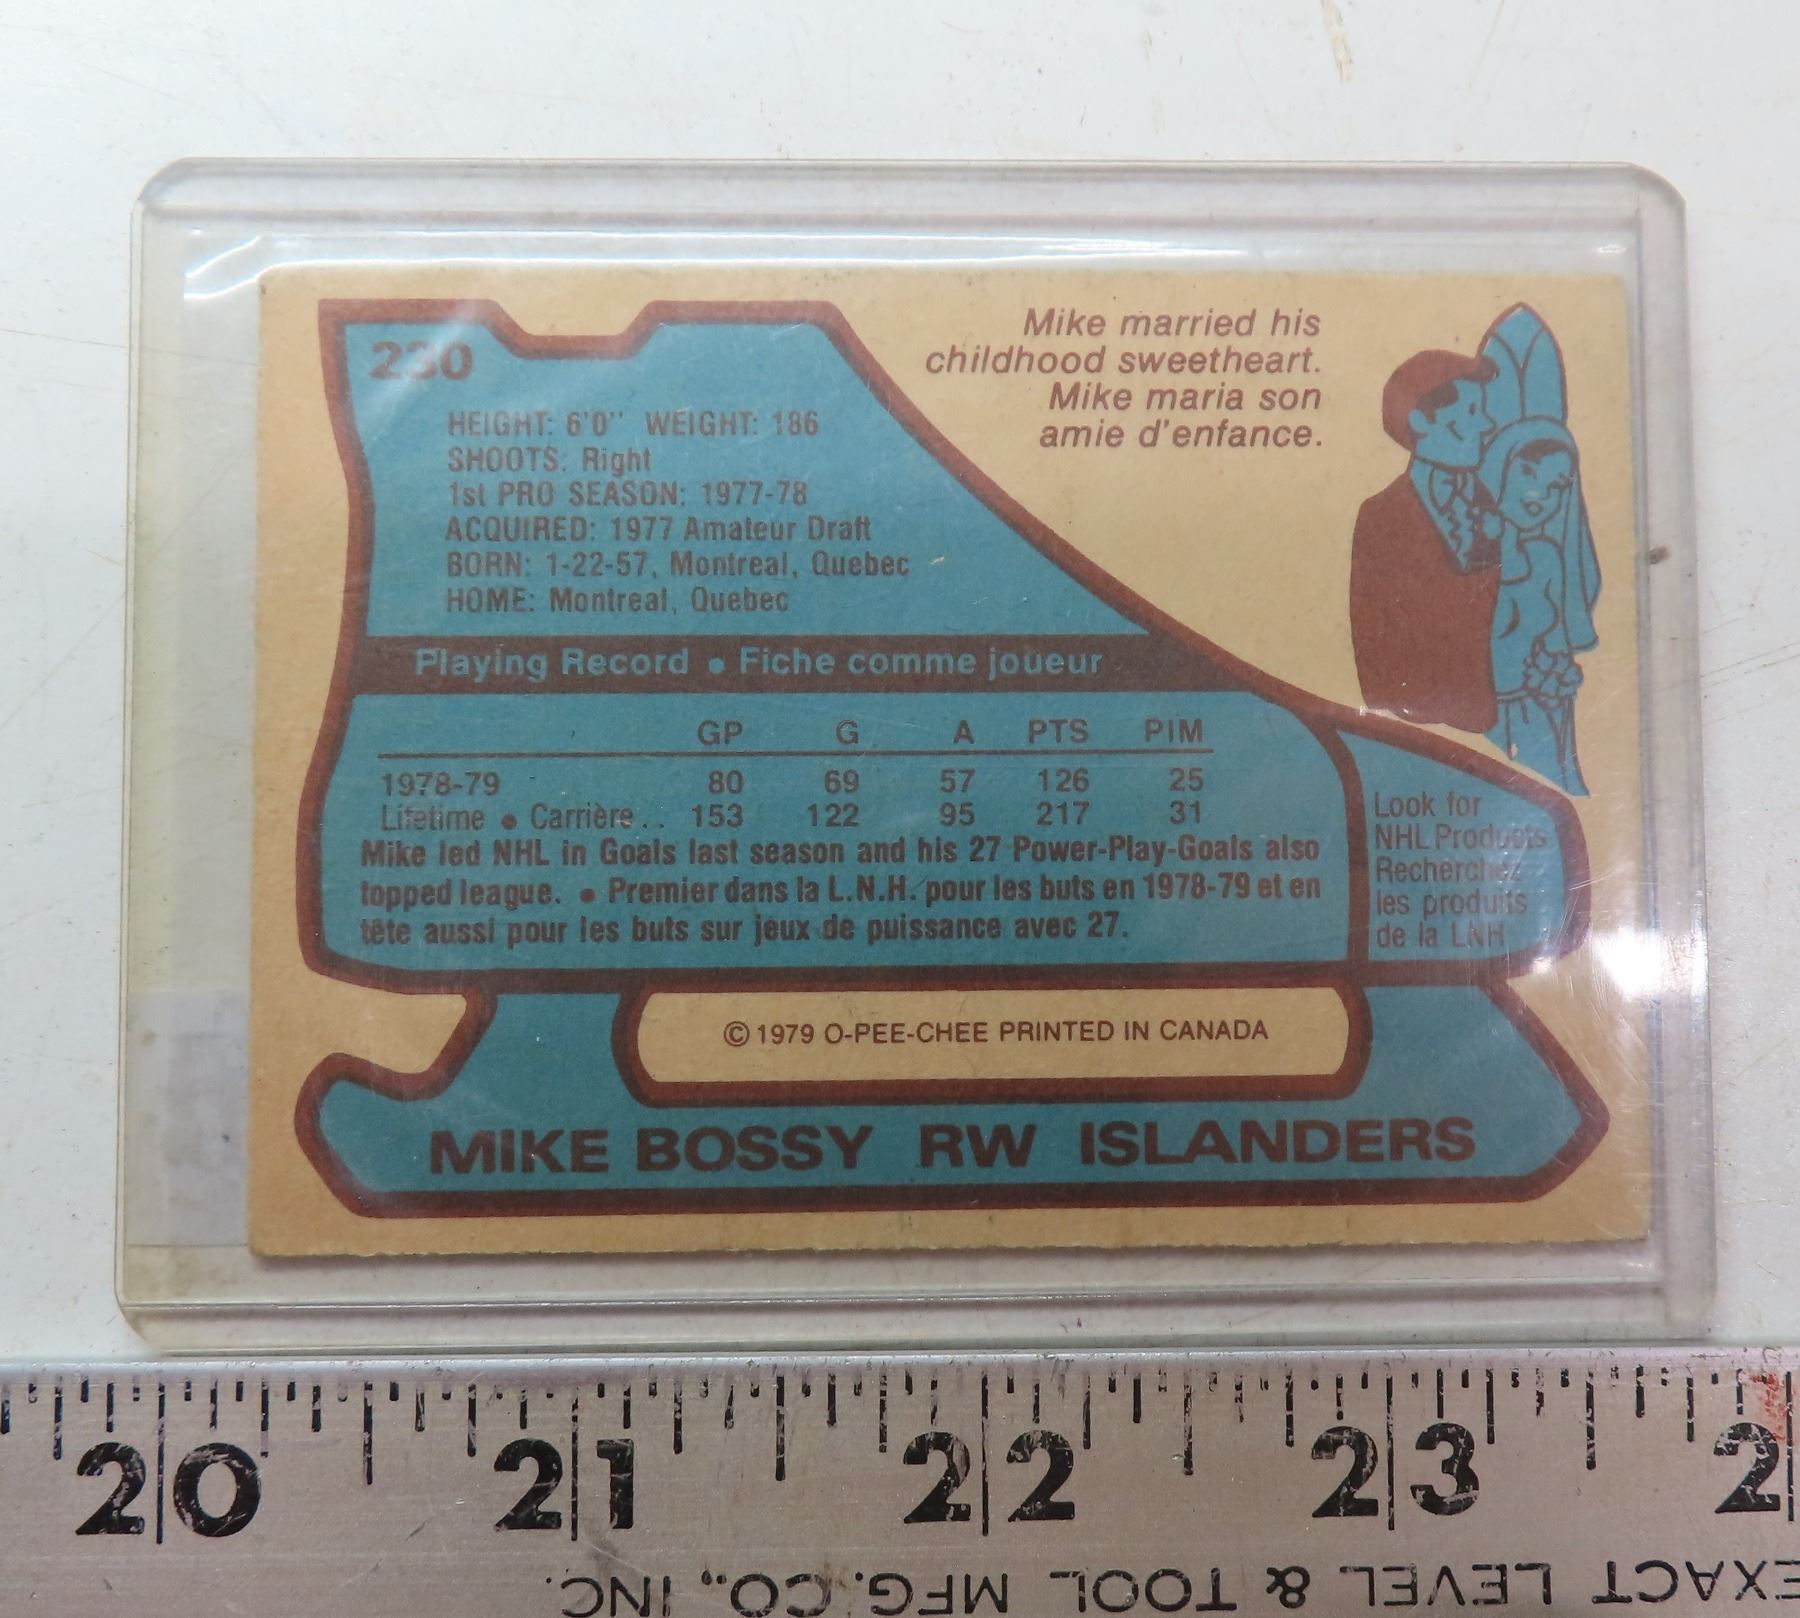 230
Mike married his
childhood sweetheart.
Mike maria son
amie d'enfance.
HEIGHT: 6'0" WEIGHT: 186
SHOOTS: Right
1st PRO SEASON: 1977-78
ACQUIRED: 1977 Amateur Draft
BORN: 1-22-57, Montreal, Quebec
HOME: Montreal, Quebec
Playing Record • Fiche comme joueur
GP G A PTS PIM
1978-79 80 69 57 126 25
Lifetime • Carrière .. 153 122 95 217 31
Mike led NHL in Goals last season and his 27 Power-Play-Goals also
topped league. • Premier dans la L.N.H. pour les buts en 1978-79 et en
tête aussi pour les buts sur jeux de puissance avec 27.
Look for
NHL Products
Recherchez
les produits
de la LNH
© 1979 O-PEE-CHEE PRINTED IN CANADA
MIKE BOSSY RW ISLANDERS
20 21 22 23 2
EXACT LEVEL & TOOL MFG. CO., INC.